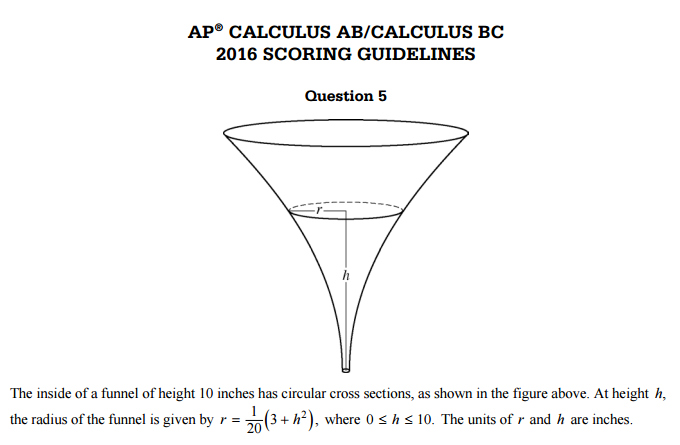 AP® CALCULUS AB/CALCULUS BC
2016 SCORING GUIDELINES
Question 5
r
h
The inside of a funnel of height 10 inches has circular cross sections, as shown in the figure above. At height h,
the radius of the funnel is given by r = 1/20 (3 + h²), where 0 ≤ h ≤ 10. The units of r and h are inches.